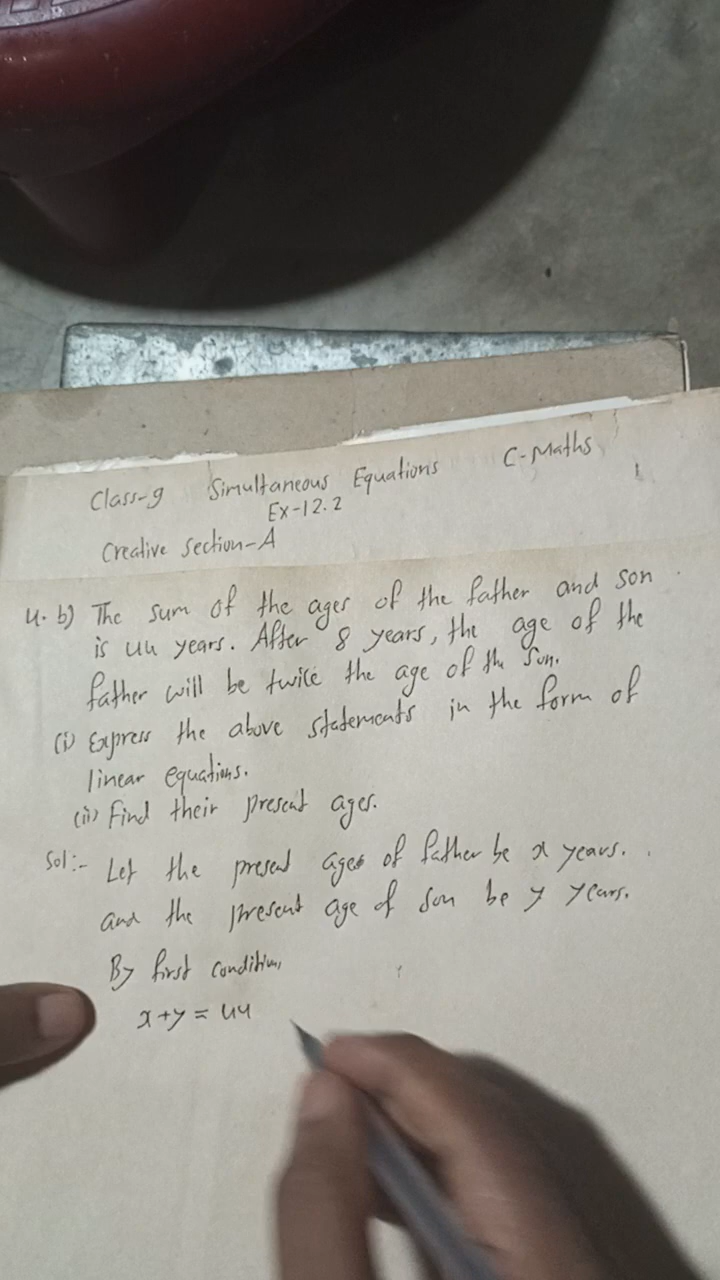 Class-9 Simultaneous Equations C-Maths
Ex-12.2
Creative Section-A
4. b) The sum of the ages of the father and son
is 44 years. After 8 years, the age of the
father will be twice the age of the son.
(i) Express the above statements in the form of
linear equations.
(ii) Find their present ages.
Sol:- Let the present ages of father be x years.
and the present age of son be y years.
By first condition,
x+y = 44